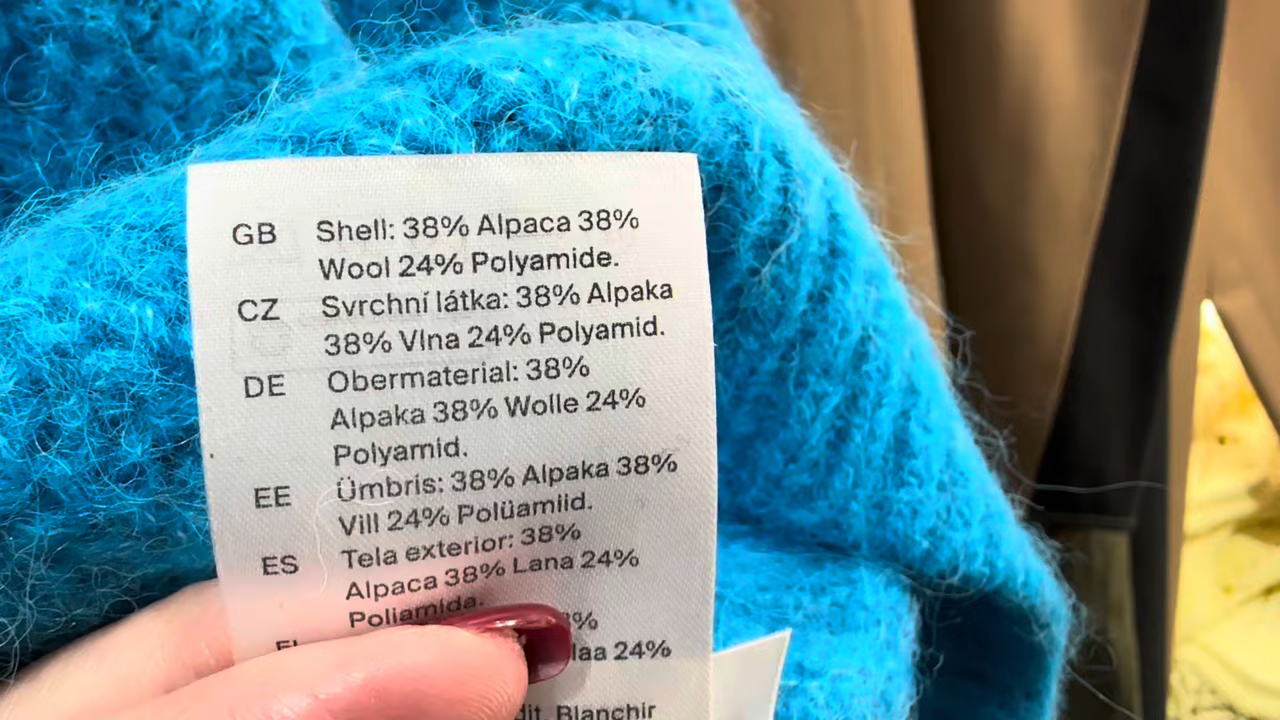 GB Shell: 38% Alpaca 38%
Wool 24% Polyamide.
CZ Svrchní látka: 38% Alpaka
38% Vlna 24% Polyamid.
DE Obermaterial: 38%
Alpaka 38% Wolle 24%
Polyamid.
EE Ümbris: 38% Alpaka 38%
Vill 24% Polüamiid.
ES Tela exterior: 38%
Alpaca 38% Lana 24%
Poliamida.
24%
Blanchir